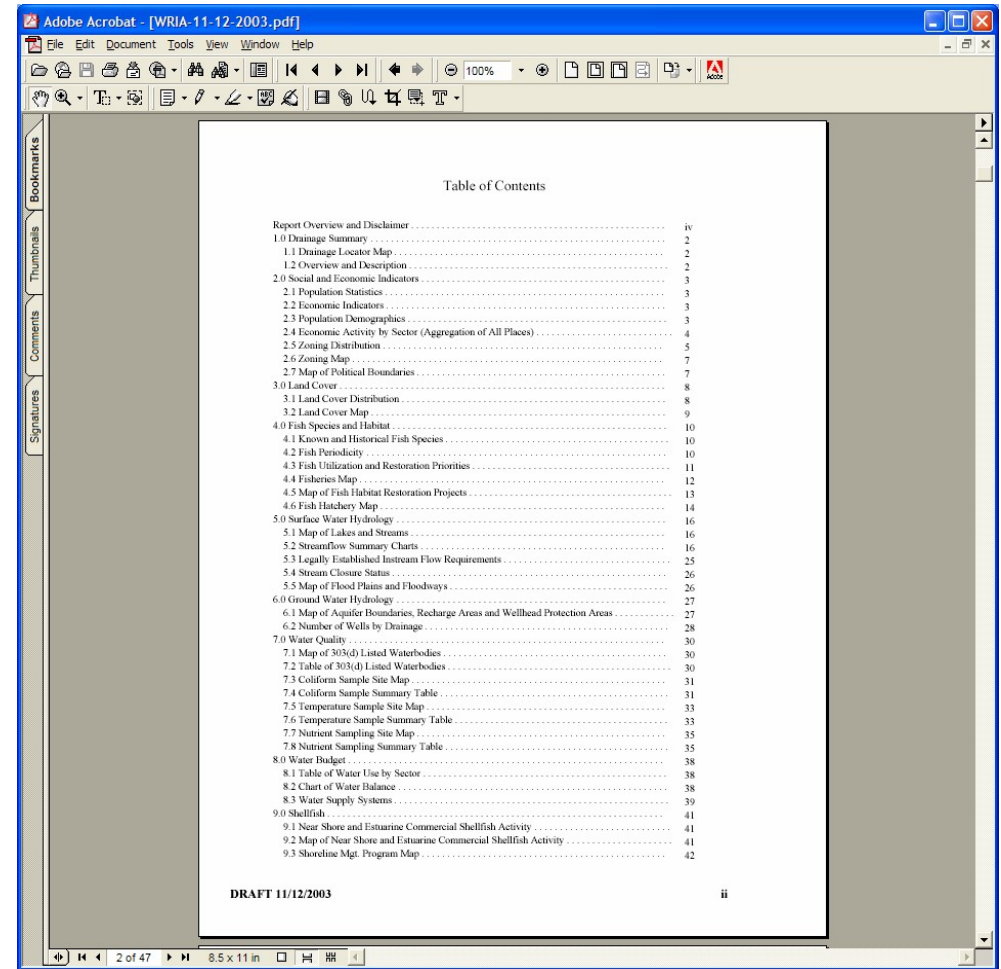 Adobe Acrobat - [WRIA-11-12-2003.pdf]
File Edit Document Tools View Window Help
100%
Adobe
Bookmarks
Thumbnails
Comments
Signatures
Table of Contents
Report Overview and Disclaimer . . . . . . . . . . iv
1.0 Drainage Summary . . . . . . . . . . 2
1.1 Drainage Locator Map . . . . . . . . . . 2
1.2 Overview and Description . . . . . . . . . . 2
2.0 Social and Economic Indicators . . . . . . . . . . 3
2.1 Population Statistics . . . . . . . . . . 3
2.2 Economic Indicators . . . . . . . . . . 3
2.3 Population Demographics . . . . . . . . . . 3
2.4 Economic Activity by Sector (Aggregation of All Places) . . . . . . . . . . 4
2.5 Zoning Distribution . . . . . . . . . . 5
2.6 Zoning Map . . . . . . . . . . 7
2.7 Map of Political Boundaries . . . . . . . . . . 7
3.0 Land Cover . . . . . . . . . . 8
3.1 Land Cover Distribution . . . . . . . . . . 8
3.2 Land Cover Map . . . . . . . . . . 9
4.0 Fish Species and Habitat . . . . . . . . . . 10
4.1 Known and Historical Fish Species . . . . . . . . . . 10
4.2 Fish Periodicity . . . . . . . . . . 10
4.3 Fish Utilization and Restoration Priorities . . . . . . . . . . 11
4.4 Fisheries Map . . . . . . . . . . 12
4.5 Map of Fish Habitat Restoration Projects . . . . . . . . . . 13
4.6 Fish Hatchery Map . . . . . . . . . . 14
5.0 Surface Water Hydrology . . . . . . . . . . 16
5.1 Map of Lakes and Streams . . . . . . . . . . 16
5.2 Streamflow Summary Charts . . . . . . . . . . 16
5.3 Legally Established Instream Flow Requirements . . . . . . . . . . 25
5.4 Stream Closure Status . . . . . . . . . . 26
5.5 Map of Flood Plains and Floodways . . . . . . . . . . 26
6.0 Ground Water Hydrology . . . . . . . . . . 27
6.1 Map of Aquifer Boundaries, Recharge Areas and Wellhead Protection Areas . . . . . . . . . . 27
6.2 Number of Wells by Drainage . . . . . . . . . . 28
7.0 Water Quality . . . . . . . . . . 30
7.1 Map of 303(d) Listed Waterbodies . . . . . . . . . . 30
7.2 Table of 303(d) Listed Waterbodies . . . . . . . . . . 30
7.3 Coliform Sample Site Map . . . . . . . . . . 31
7.4 Coliform Sample Summary Table . . . . . . . . . . 31
7.5 Temperature Sample Site Map . . . . . . . . . . 33
7.6 Temperature Sample Summary Table . . . . . . . . . . 33
7.7 Nutrient Sampling Site Map . . . . . . . . . . 35
7.8 Nutrient Sampling Summary Table . . . . . . . . . . 35
8.0 Water Budget . . . . . . . . . . 38
8.1 Table of Water Use by Sector . . . . . . . . . . 38
8.2 Chart of Water Balance . . . . . . . . . . 38
8.3 Water Supply Systems . . . . . . . . . . 39
9.0 Shellfish . . . . . . . . . . 41
9.1 Near Shore and Estuarine Commercial Shellfish Activity . . . . . . . . . . 41
9.2 Map of Near Shore and Estuarine Commercial Shellfish Activity . . . . . . . . . . 41
9.3 Shoreline Mgt. Program Map . . . . . . . . . . 42
DRAFT 11/12/2003 ii
2 of 47 8.5 x 11 in